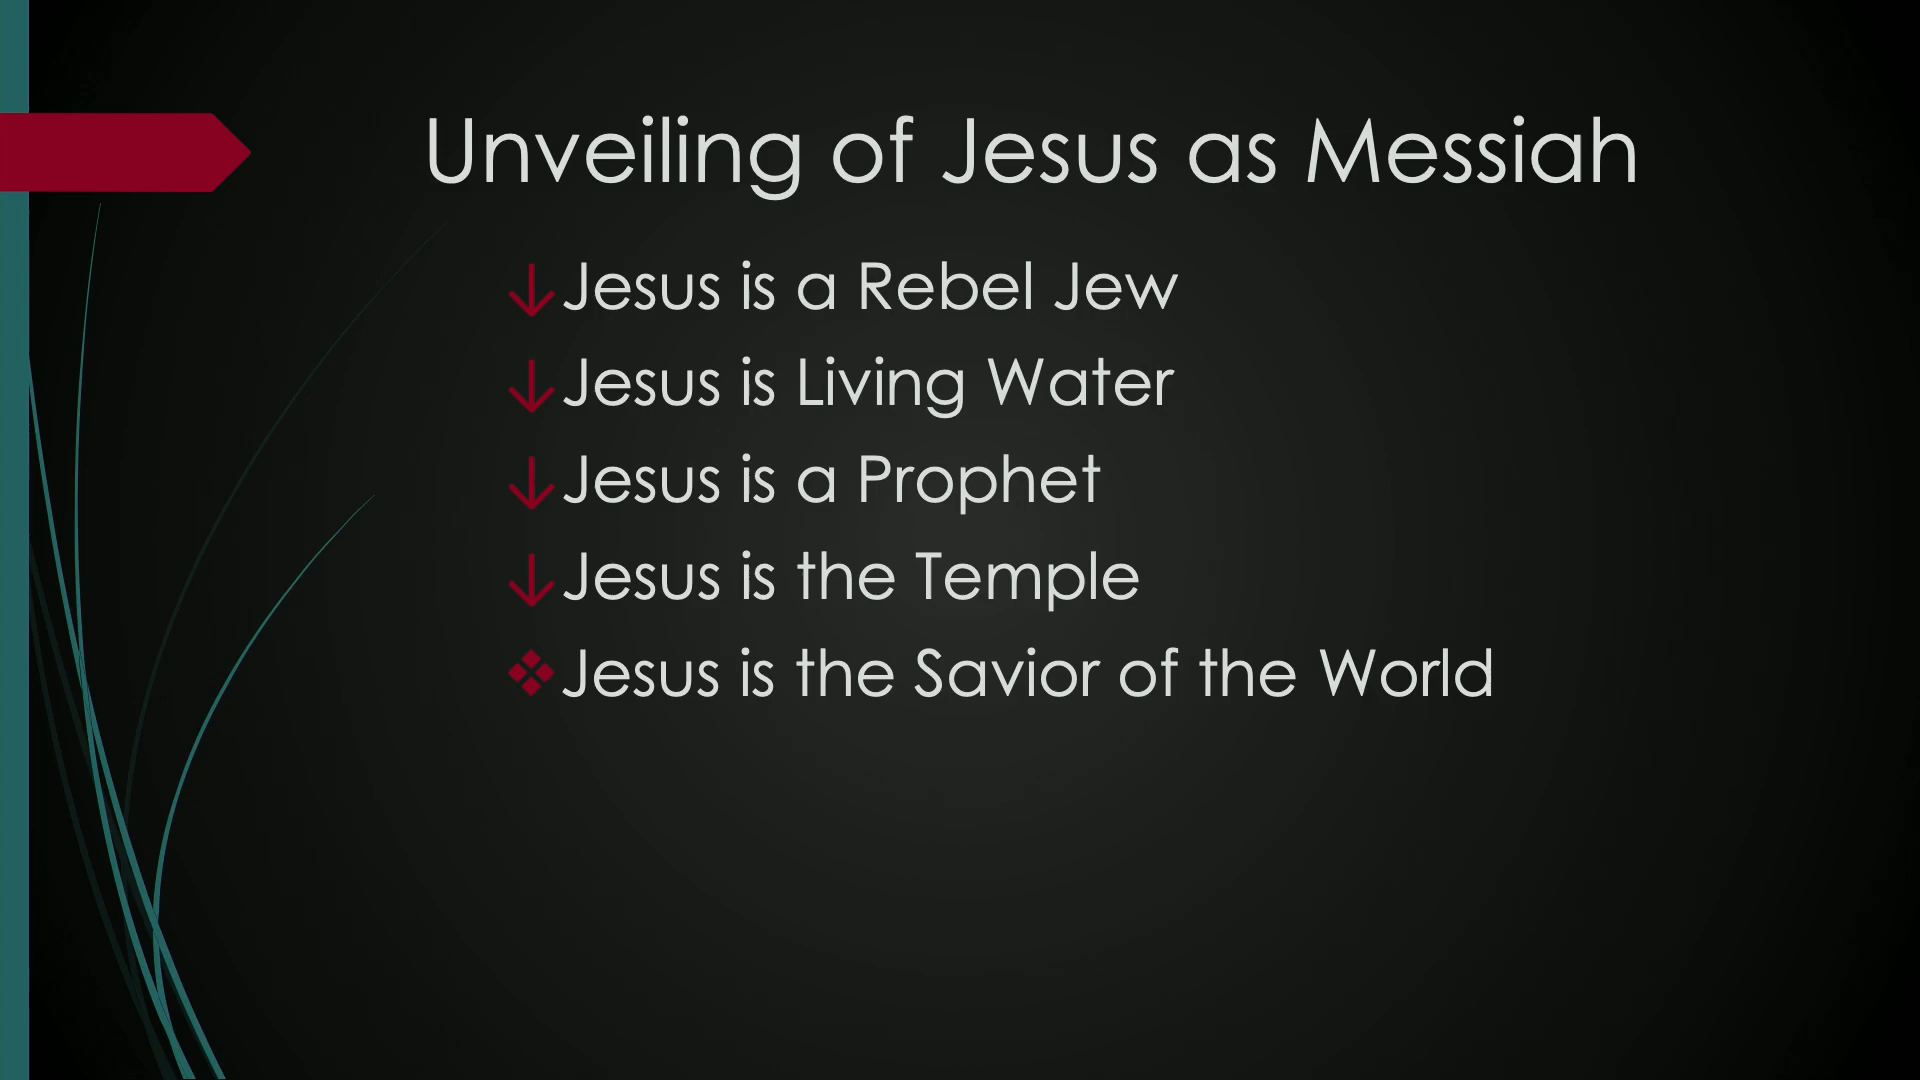 Unveiling of Jesus as Messiah
↓Jesus is a Rebel Jew
↓Jesus is Living Water
↓Jesus is a Prophet
↓Jesus is the Temple
❖Jesus is the Savior of the World